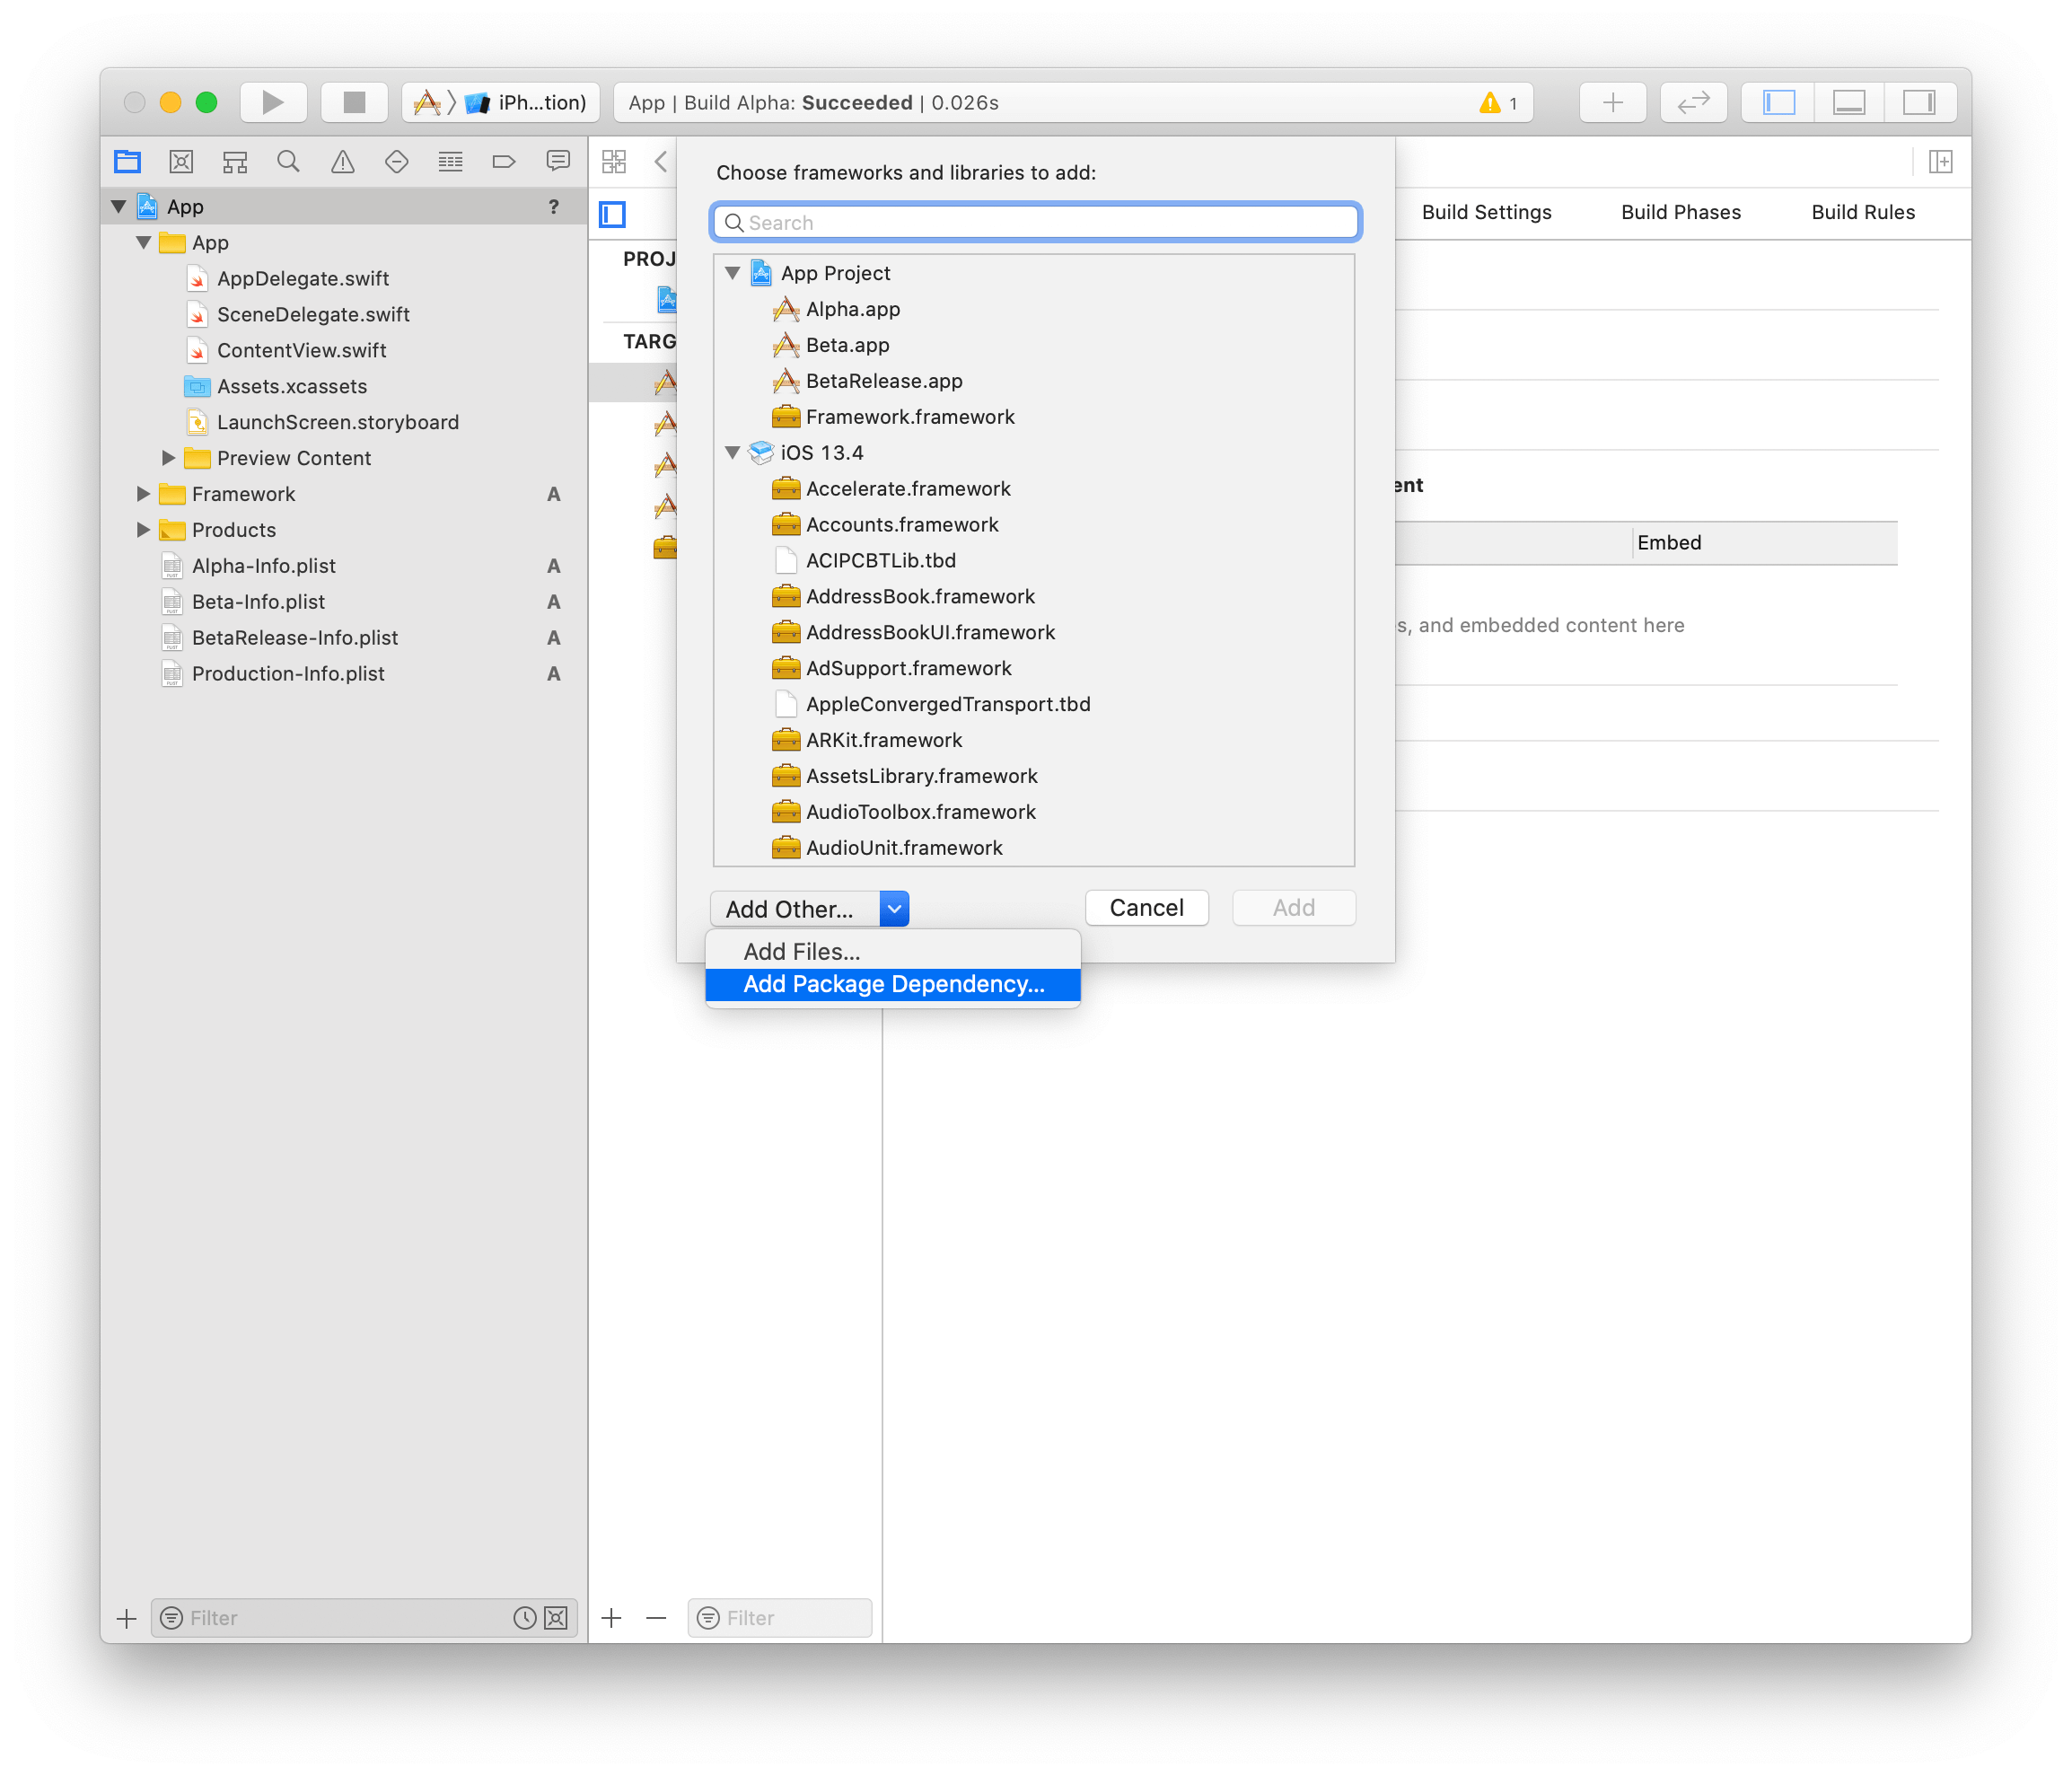 iPh...tion)
App | Build Alpha: Succeeded | 0.026s
1
App
?
App
AppDelegate.swift
SceneDelegate.swift
ContentView.swift
Assets.xcassets
LaunchScreen.storyboard
Preview Content
Framework A
Products
Alpha-Info.plist A
Beta-Info.plist A
BetaRelease-Info.plist A
Production-Info.plist A
Filter
PROJ
TARG
Filter
Choose frameworks and libraries to add:
Search
App Project
Alpha.app
Beta.app
BetaRelease.app
Framework.framework
iOS 13.4
Accelerate.framework
Accounts.framework
ACIPCBTLib.tbd
AddressBook.framework
AddressBookUI.framework
AdSupport.framework
AppleConvergedTransport.tbd
ARKit.framework
AssetsLibrary.framework
AudioToolbox.framework
AudioUnit.framework
Add Other...
Cancel
Add
Add Files...
Add Package Dependency...
Build Settings
Build Phases
Build Rules
ent
Embed
s, and embedded content here